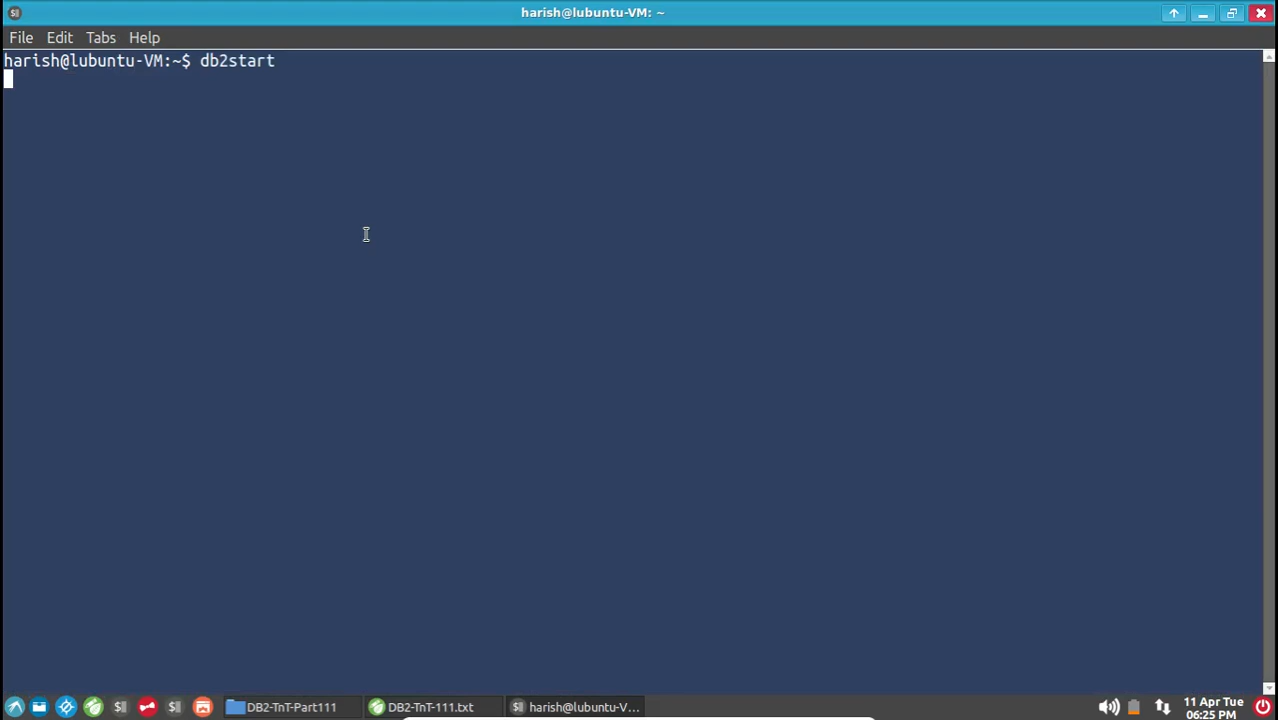 harish@lubuntu-VM: ~
File Edit Tabs Help
harish@lubuntu-VM:~$ db2start
DB2-TnT-Part111 DB2-TnT-111.txt harish@lubuntu-V... 11 Apr Tue
06:25 PM